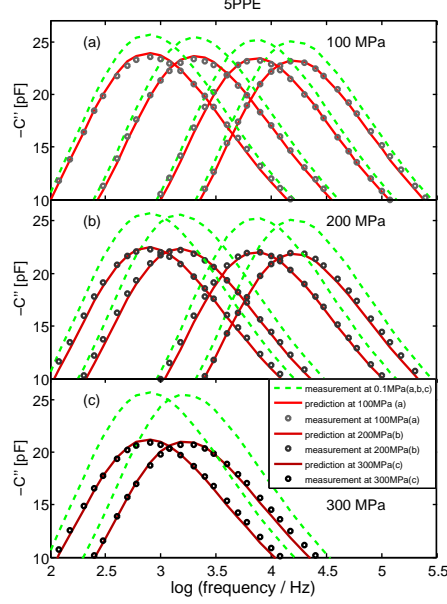 5PPE
(a)
100 MPa
25
20
15
10
−C'' [pF]
(b)
200 MPa
25
20
15
10
−C'' [pF]
(c)
300 MPa
25
20
15
10
−C'' [pF]
measurement at 0.1MPa(a,b,c)
prediction at 100MPa (a)
measurement at 100MPa(a)
prediction at 200MPa(b)
measurement at 200MPa(b)
prediction at 300MPa(c)
measurement at 300MPa(c)
2 2.5 3 3.5 4 4.5 5 5.5
log (frequency / Hz)